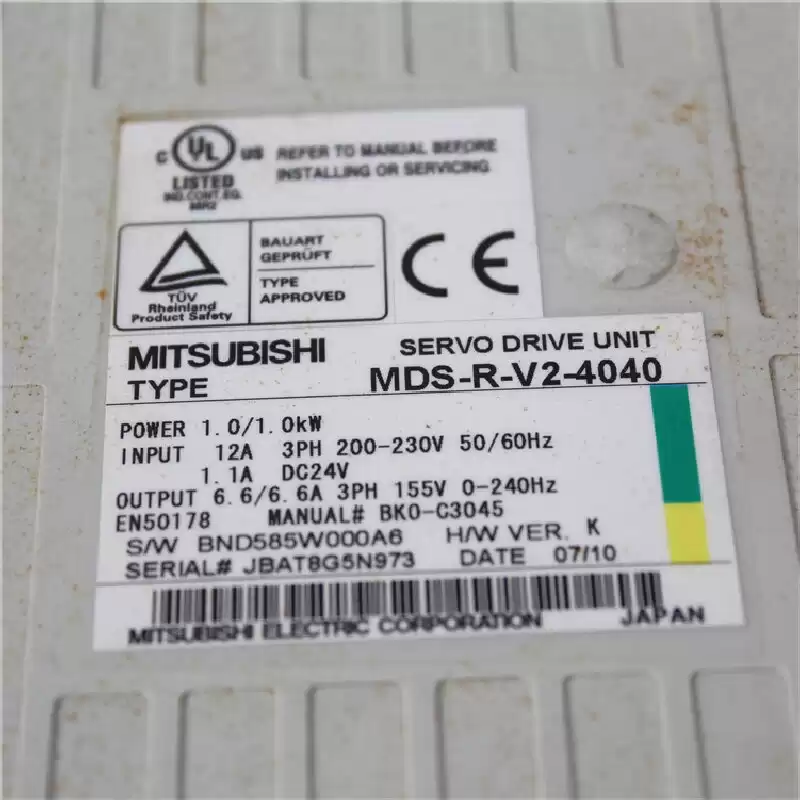 C UL US
LISTED
IND.CONT.EQ.
REFER TO MANUAL BEFORE
INSTALLING OR SERVICING.
TÜV
Rheinland
Product Safety
BAUART
GEPRÜFT
TYPE
APPROVED
CE
MITSUBISHI SERVO DRIVE UNIT
TYPE MDS-R-V2-4040
POWER 1.0/1.0kW
INPUT 12A 3PH 200-230V 50/60Hz
1.1A DC24V
OUTPUT 6.6/6.6A 3PH 155V 0-240Hz
EN50178 MANUAL# BK0-C3045
S/W BND585W000A6 H/W VER. K
SERIAL# JBAT8G5N973 DATE 07/10
MITSUBISHI ELECTRIC CORPORATION JAPAN